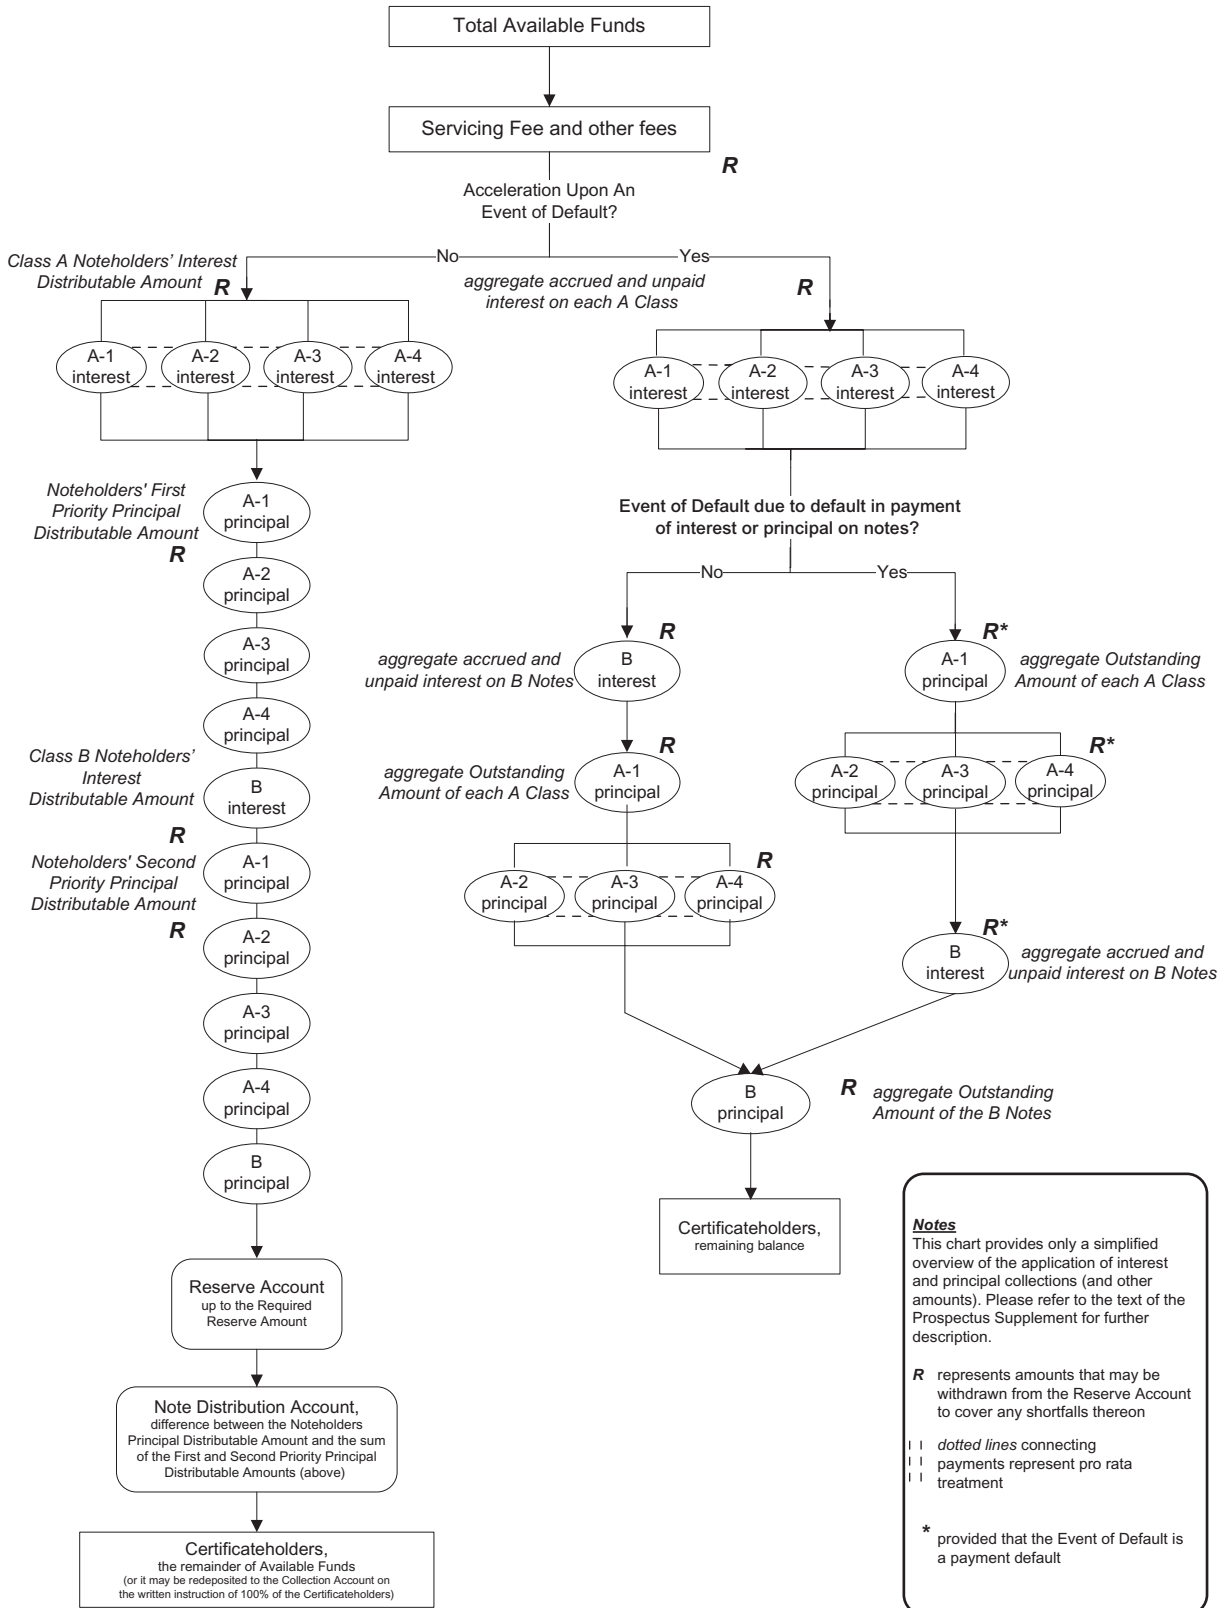 Total Available Funds
Servicing Fee and other fees
R
Acceleration Upon An
Event of Default?
No
Yes
Class A Noteholders’ Interest
Distributable Amount
R
aggregate accrued and unpaid
interest on each A Class
R
A-1
interest
A-2
interest
A-3
interest
A-4
interest
A-1
interest
A-2
interest
A-3
interest
A-4
interest
Noteholders' First
Priority Principal
Distributable Amount
R
A-1
principal
A-2
principal
A-3
principal
A-4
principal
Class B Noteholders’
Interest
Distributable Amount
R
B
interest
Noteholders' Second
Priority Principal
Distributable Amount
R
A-1
principal
A-2
principal
A-3
principal
A-4
principal
B
principal
Reserve Account
up to the Required
Reserve Amount
Note Distribution Account,
difference between the Noteholders
Principal Distributable Amount and the sum
of the First and Second Priority Principal
Distributable Amounts (above)
Certificateholders,
the remainder of Available Funds
(or it may be redeposited to the Collection Account on
the written instruction of 100% of the Certificateholders)
Event of Default due to default in payment
of interest or principal on notes?
No
Yes
R
aggregate accrued and
unpaid interest on B Notes
B
interest
R
aggregate Outstanding
Amount of each A Class
A-1
principal
R
A-2
principal
A-3
principal
A-4
principal
R*
A-1
principal
aggregate Outstanding
Amount of each A Class
R*
A-2
principal
A-3
principal
A-4
principal
R*
B
interest
aggregate accrued and
unpaid interest on B Notes
B
principal
R
aggregate Outstanding
Amount of the B Notes
Certificateholders,
remaining balance
Notes
This chart provides only a simplified
overview of the application of interest
and principal collections (and other
amounts). Please refer to the text of the
Prospectus Supplement for further
description.
R represents amounts that may be
withdrawn from the Reserve Account
to cover any shortfalls thereon
dotted lines connecting
payments represent pro rata
treatment
* provided that the Event of Default is
a payment default